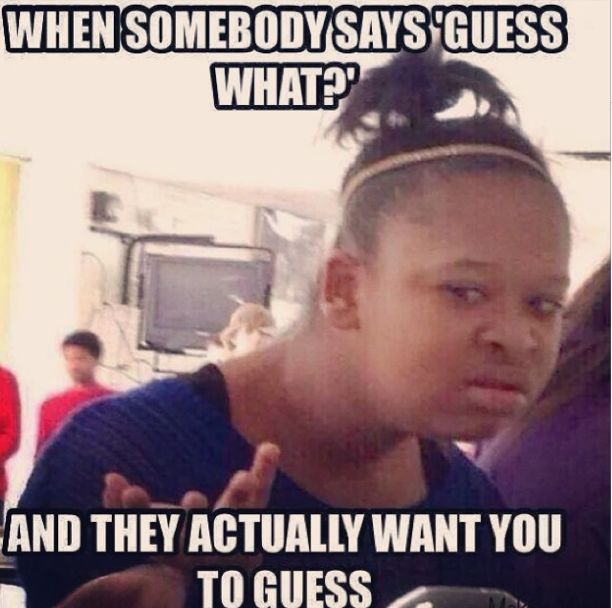 WHEN SOMEBODY SAYS 'GUESS
WHAT?'
AND THEY ACTUALLY WANT YOU
TO GUESS